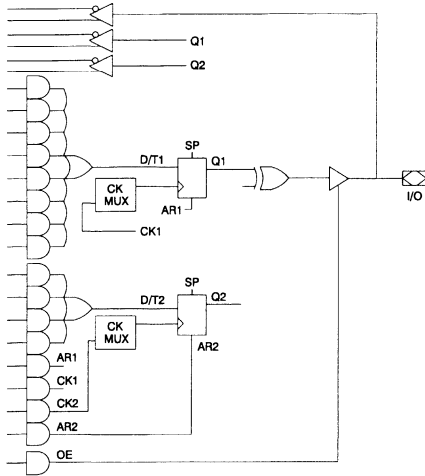 Q1
Q2
SP
D/T1
Q1
CK
MUX
AR1
I/O
CK1
SP
D/T2
Q2
CK
MUX
AR2
AR1
CK1
CK2
AR2
OE